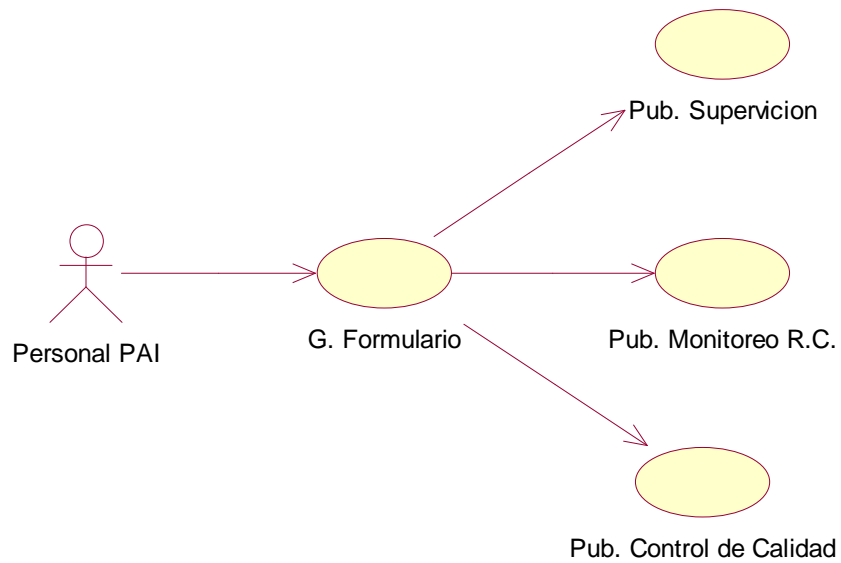 Pub. Supervicion
Personal PAI
G. Formulario
Pub. Monitoreo R.C.
Pub. Control de Calidad